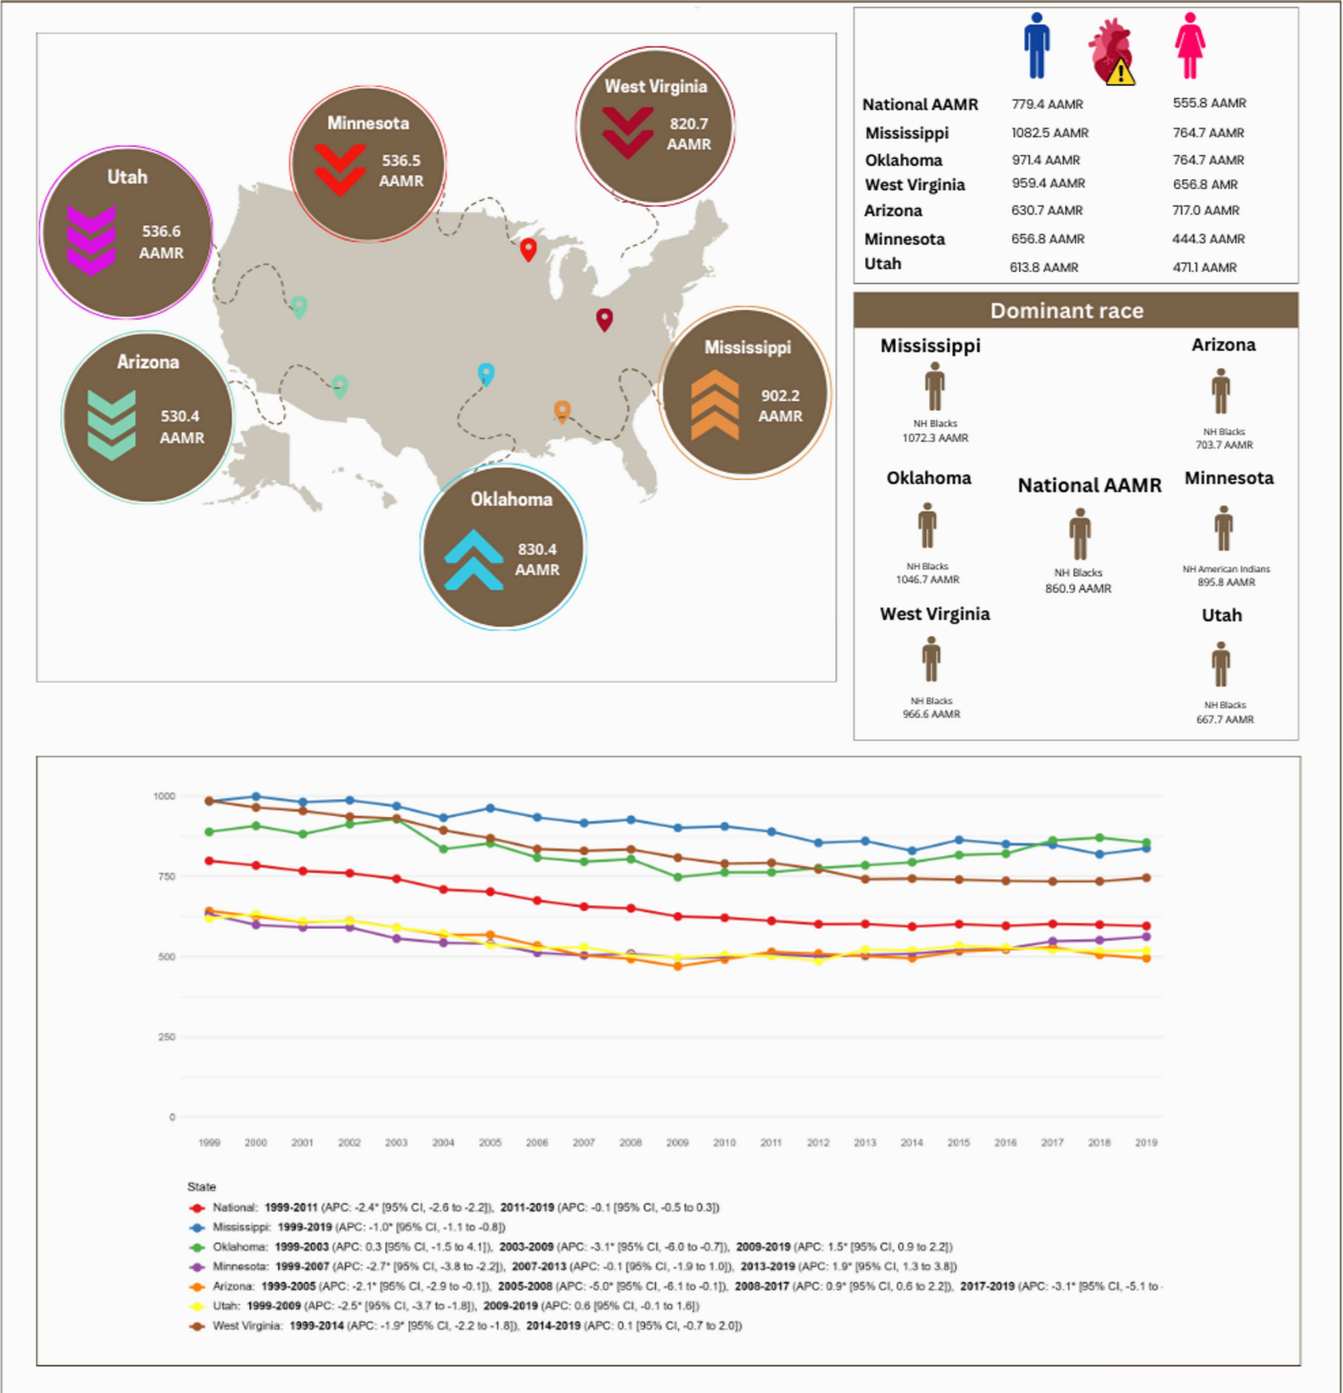 West Virginia
820.7
AAMR
Minnesota
536.5
AAMR
Utah
536.6
AAMR
Arizona
530.4
AAMR
Mississippi
902.2
AAMR
Oklahoma
830.4
AAMR
National AAMR 779.4 AAMR 555.8 AMR
Mississippi 1082.5 AAMR 764.7 AMR
Oklahoma 971.4 AAMR 764.7 AMR
West Virginia 959.4 AAMR 656.8 AMR
Arizona 630.7 AAMR 717.0 AAMR
Minnesota 656.8 AAMR 444.3 AMR
Utah 613.8 AAMR 471.1 AAMR
Dominant race
Mississippi
NH Blacks
1072.3 AAMR
Arizona
NH Blacks
703.7 AAMR
Oklahoma
NH Blacks
1046.7 AAMR
National AAMR
NH Blacks
860.9 AAMR
Minnesota
NH American Indians
895.8 AAMR
West Virginia
NH Blacks
966.6 AAMR
Utah
NH Blacks
667.7 AAMR
1000
750
500
250
0
1999 2000 2001 2002 2003 2004 2005 2006 2007 2008 2009 2010 2011 2012 2013 2014 2015 2016 2017 2018 2019
State
National: 1999-2011 (APC: -2.4* [95% CI, -2.6 to -2.2]), 2011-2019 (APC: -0.1 [95% CI, -0.5 to 0.3])
Mississippi: 1999-2019 (APC: -1.0* [95% CI, -1.1 to -0.8])
Oklahoma: 1999-2003 (APC: 0.3 [95% CI, -1.5 to 4.1]), 2003-2009 (APC: -3.1* [95% CI, -6.0 to -0.7]), 2009-2019 (APC: 1.5* [95% CI, 0.9 to 2.2])
Minnesota: 1999-2007 (APC: -2.7* [95% CI, -3.8 to -2.2]), 2007-2013 (APC: -0.1 [95% CI, -1.9 to 1.0]), 2013-2019 (APC: 1.9* [95% CI, 1.3 to 3.8])
Arizona: 1999-2005 (APC: -2.1* [95% CI, -2.9 to -0.1]), 2005-2008 (APC: -5.0* [95% CI, -6.1 to -0.1]), 2008-2017 (APC: 0.9* [95% CI, 0.6 to 2.2]), 2017-2019 (APC: -3.1* [95% CI, -5.1 to -
Utah: 1999-2009 (APC: -2.5* [95% CI, -3.7 to -1.8]), 2009-2019 (APC: 0.6 [95% CI, -0.1 to 1.6])
West Virginia: 1999-2014 (APC: -1.9* [95% CI, -2.2 to -1.8]), 2014-2019 (APC: 0.1 [95% CI, -0.7 to 2.0])